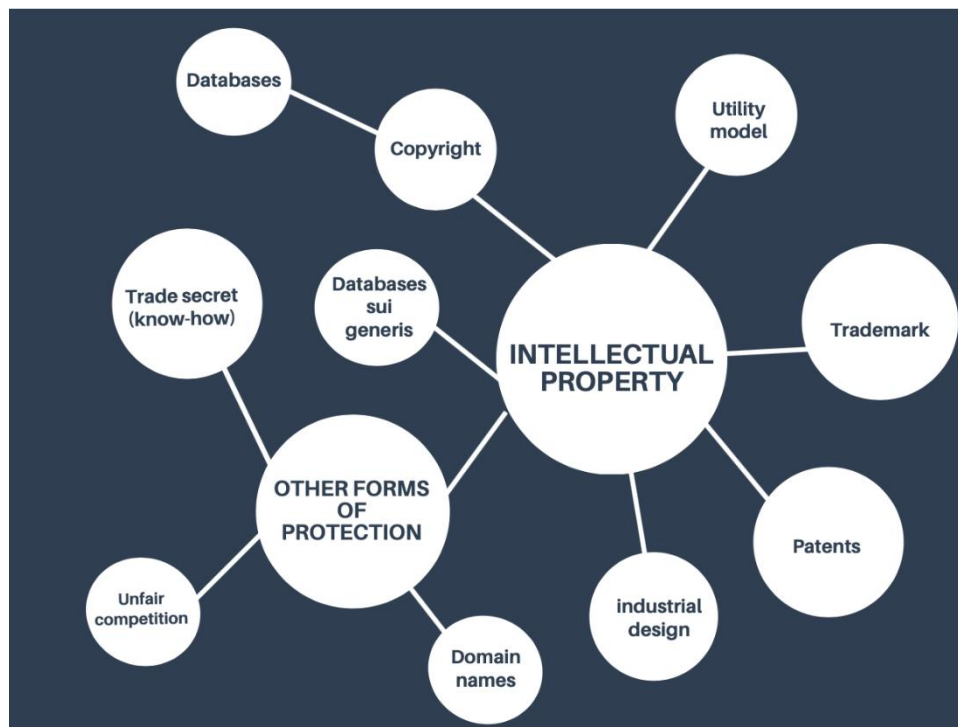 Databases
Copyright
Utility
model
Trade secret
(know-how)
Databases
sui
generis
INTELLECTUAL
PROPERTY
Trademark
OTHER FORMS
OF
PROTECTION
Patents
Unfair
competition
industrial
design
Domain
names